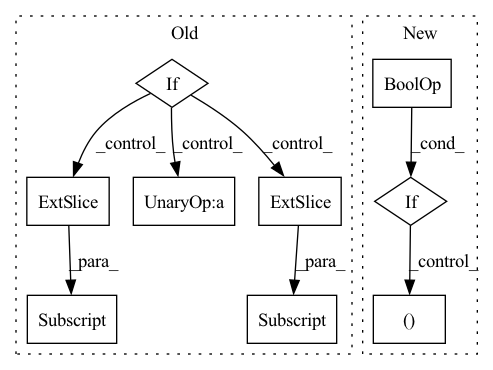 Old
New
If
BoolOp
_control_
_control_
_control_
_cond_
ExtSlice
UnaryOp:a
ExtSlice
If
_para_
_para_
_control_
Subscript
Subscript
()